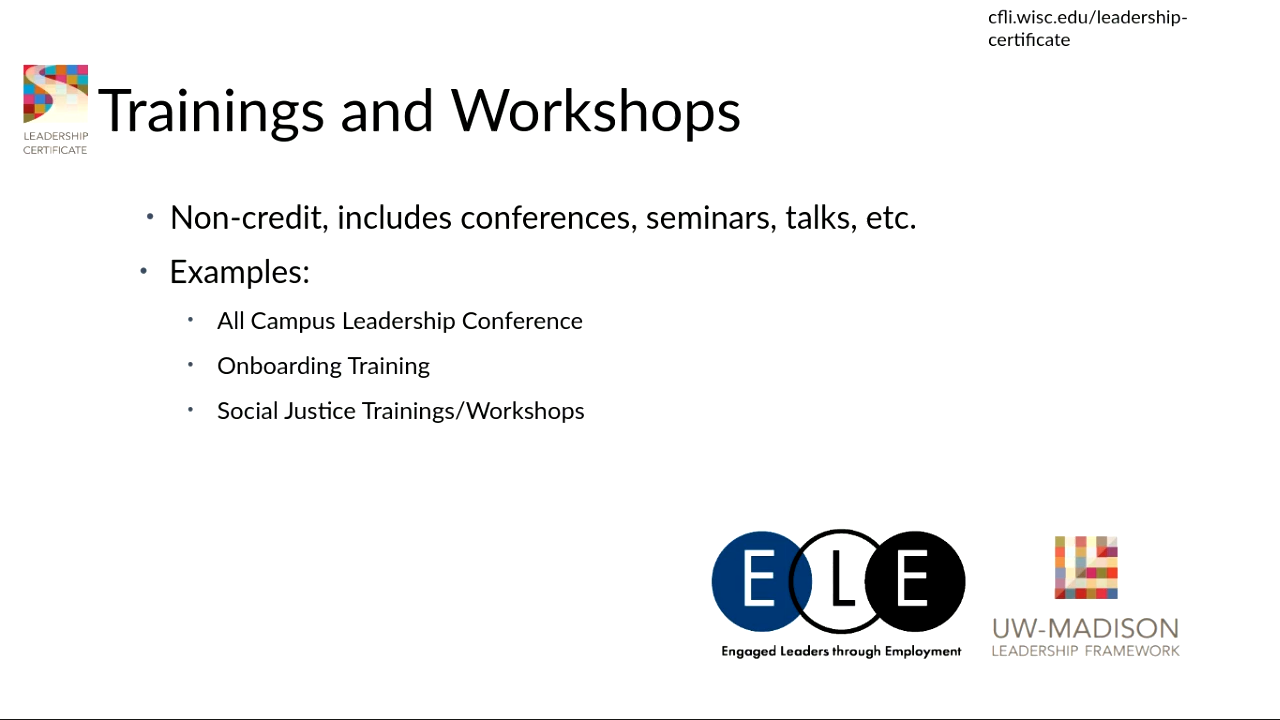 cfli.wisc.edu/leadership-
certificate
LEADERSHIP
CERTIFICATE
Trainings and Workshops
• Non-credit, includes conferences, seminars, talks, etc.
• Examples:
• All Campus Leadership Conference
• Onboarding Training
• Social Justice Trainings/Workshops
E L E
Engaged Leaders through Employment
UW-MADISON
LEADERSHIP FRAMEWORK